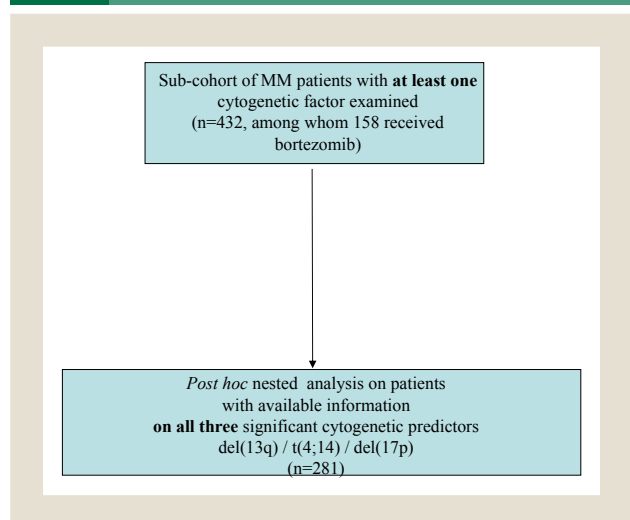 Sub-cohort of MM patients with at least one
cytogenetic factor examined
(n=432, among whom 158 received
bortezomib)
Post hoc nested analysis on patients
with available information
on all three significant cytogenetic predictors
del(13q) / t(4;14) / del(17p)
(n=281)